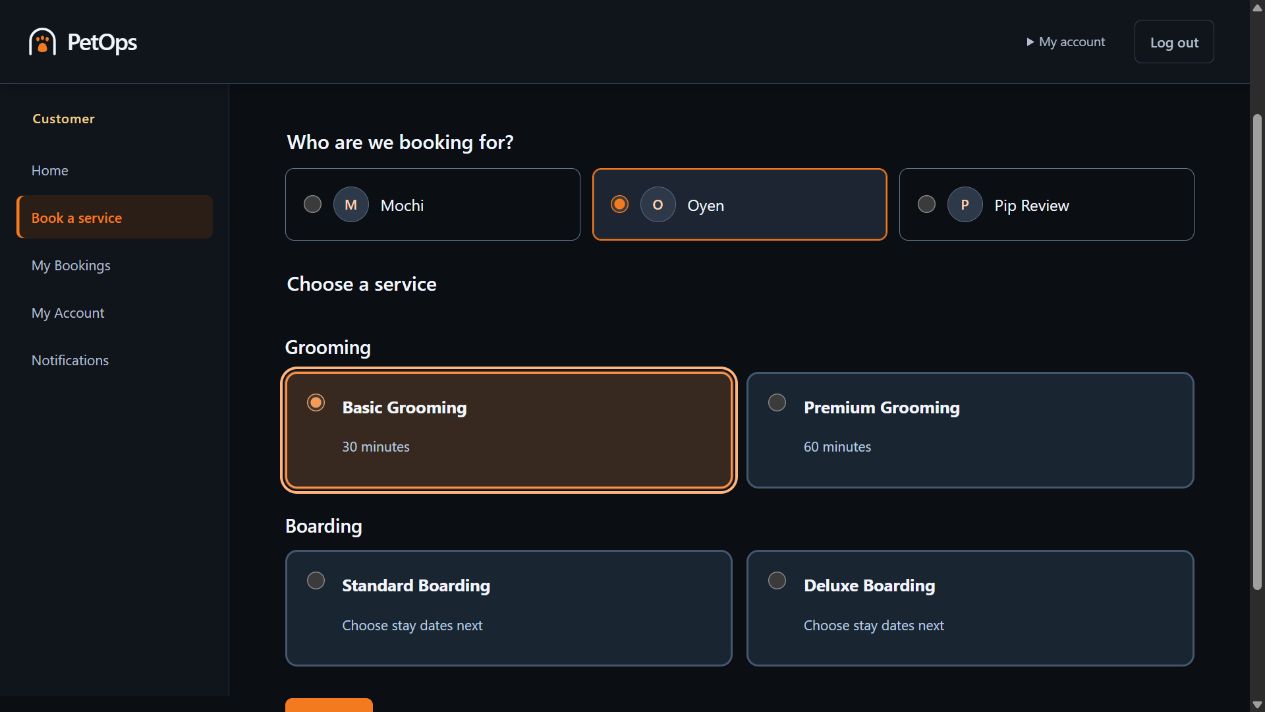 PetOps
My account
Log out
Customer
Home
Book a service
My Bookings
My Account
Notifications
Who are we booking for?
M Mochi
O Oyen
P Pip Review
Choose a service
Grooming
Basic Grooming
30 minutes
Premium Grooming
60 minutes
Boarding
Standard Boarding
Choose stay dates next
Deluxe Boarding
Choose stay dates next